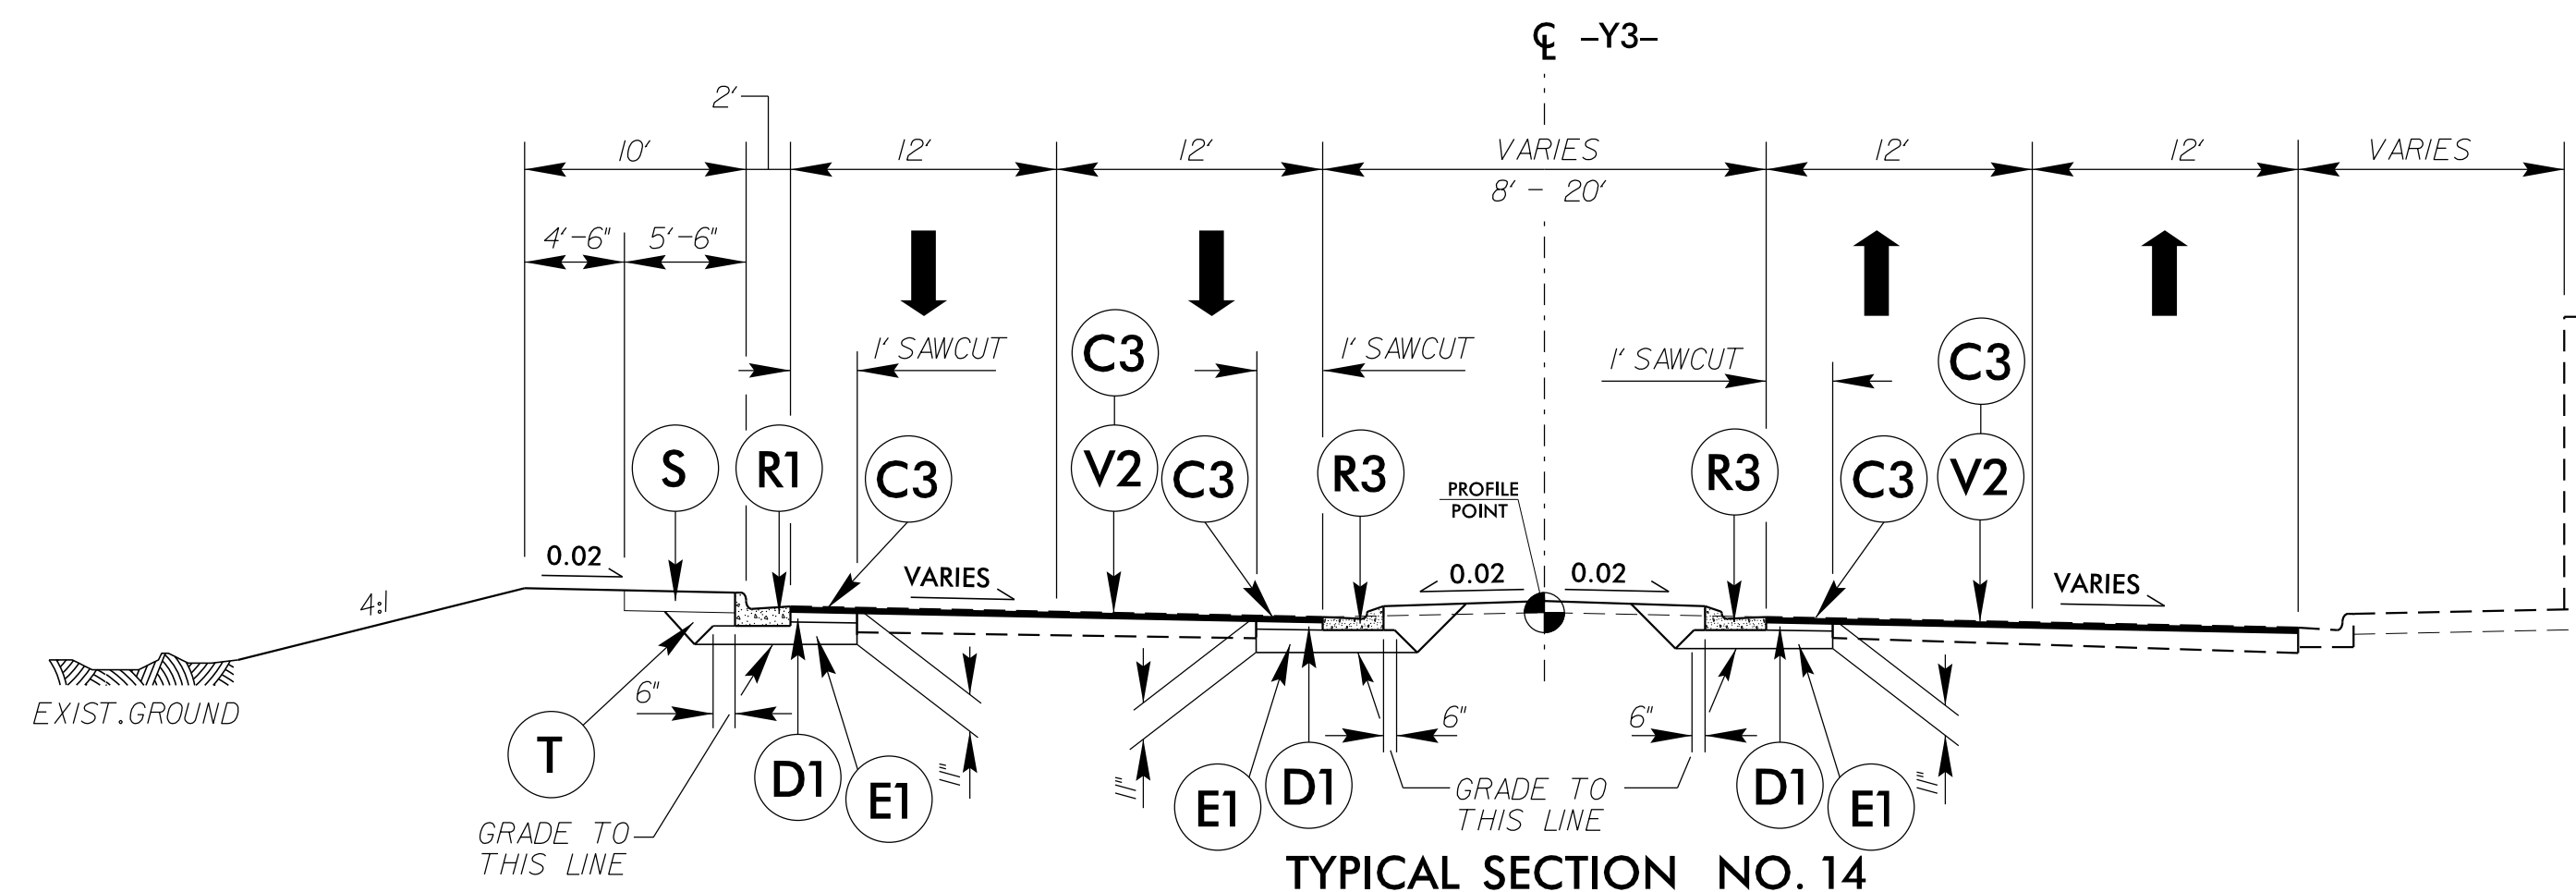 ℄ -Y3-
2'
10'
12'
12'
VARIES
8' - 20'
12'
12'
VARIES
4'-6"
5'-6"
1' SAWCUT
1' SAWCUT
1' SAWCUT
C3
V2
C3
V2
S
R1
C3
C3
R3
R3
C3
PROFILE
POINT
0.02
VARIES
0.02
0.02
VARIES
4:1
EXIST. GROUND
6"
6"
6"
T
D1
E1
11"
11"
E1
D1
D1
E1
11"
GRADE TO
THIS LINE
GRADE TO
THIS LINE
TYPICAL SECTION NO. 14